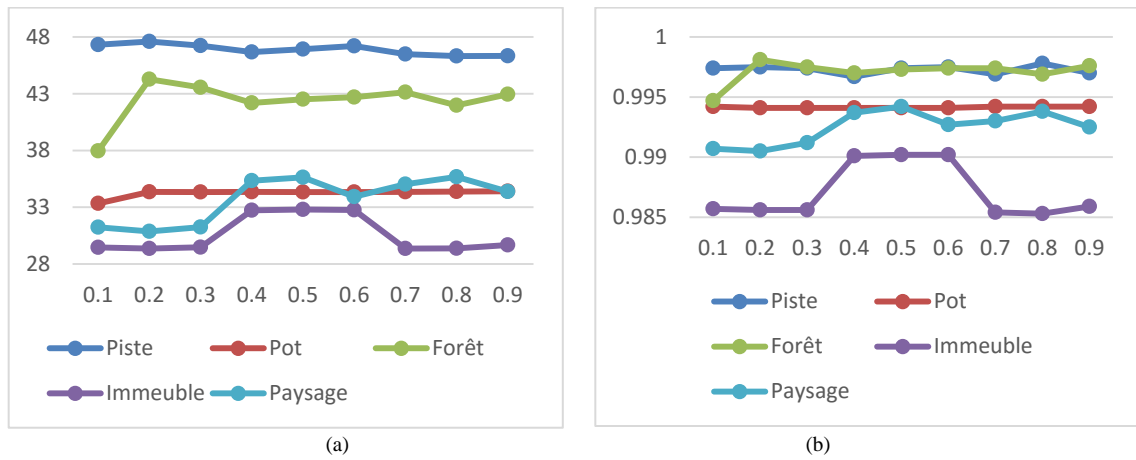 48
43
38
33
28
0.1 0.2 0.3 0.4 0.5 0.6 0.7 0.8 0.9
Piste Pot Forêt
Immeuble Paysage
(a)
1
0.995
0.99
0.985
0.1 0.2 0.3 0.4 0.5 0.6 0.7 0.8 0.9
Piste Pot
Forêt Immeuble
Paysage
(b)